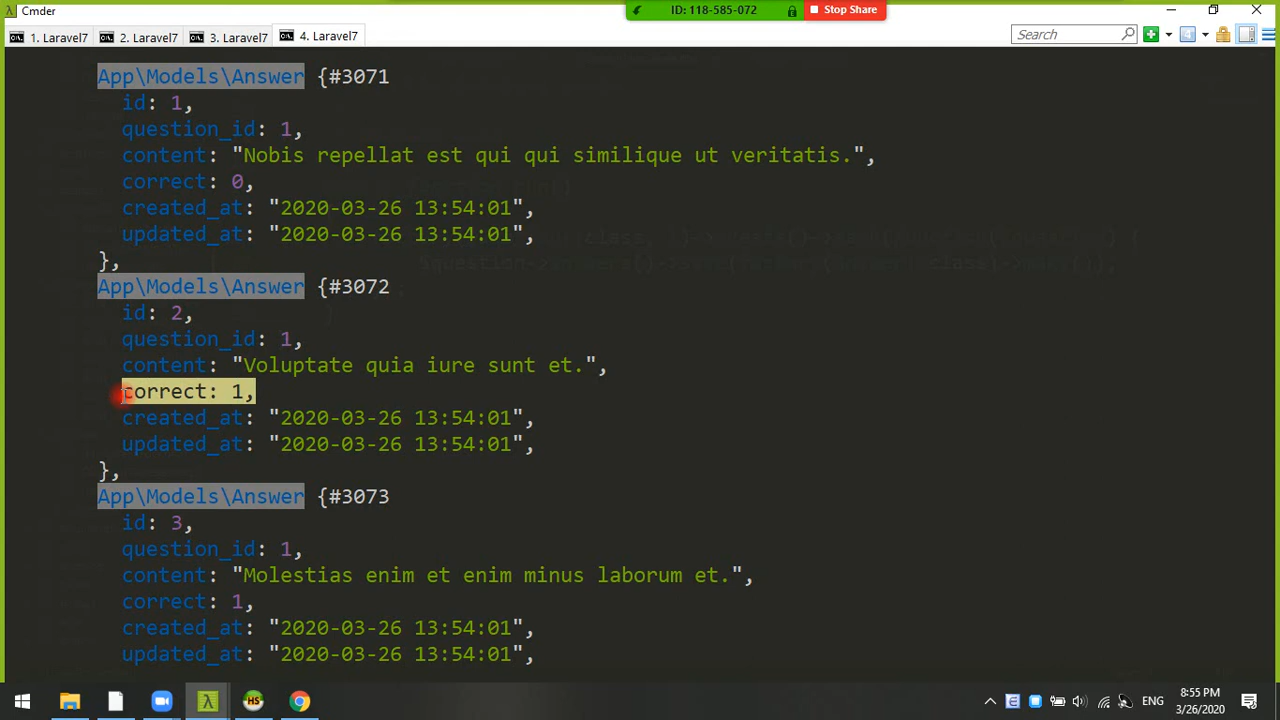 Cmder
ID: 118-585-072
Stop Share
1. Laravel7
2. Laravel7
3. Laravel7
4. Laravel7
Search
App\Models\Answer {#3071
id: 1,
question_id: 1,
content: "Nobis repellat est qui qui similique ut veritatis.",
correct: 0,
created_at: "2020-03-26 13:54:01",
updated_at: "2020-03-26 13:54:01",
},
App\Models\Answer {#3072
id: 2,
question_id: 1,
content: "Voluptate quia iure sunt et.",
correct: 1,
created_at: "2020-03-26 13:54:01",
updated_at: "2020-03-26 13:54:01",
},
App\Models\Answer {#3073
id: 3,
question_id: 1,
content: "Molestias enim et enim minus laborum et.",
correct: 1,
created_at: "2020-03-26 13:54:01",
updated_at: "2020-03-26 13:54:01",
HS
ENG
8:55 PM
3/26/2020